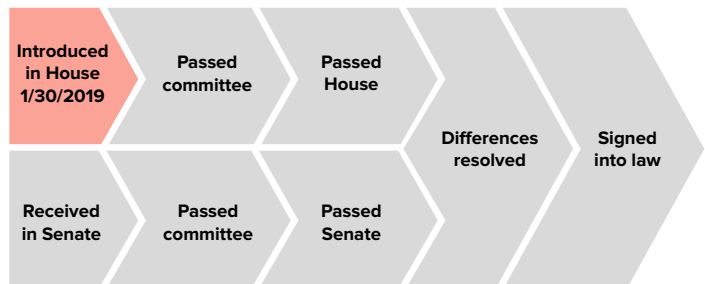 Introduced
in House
1/30/2019
Passed
committee
Passed
House
Differences
resolved
Signed
into law
Received
in Senate
Passed
committee
Passed
Senate